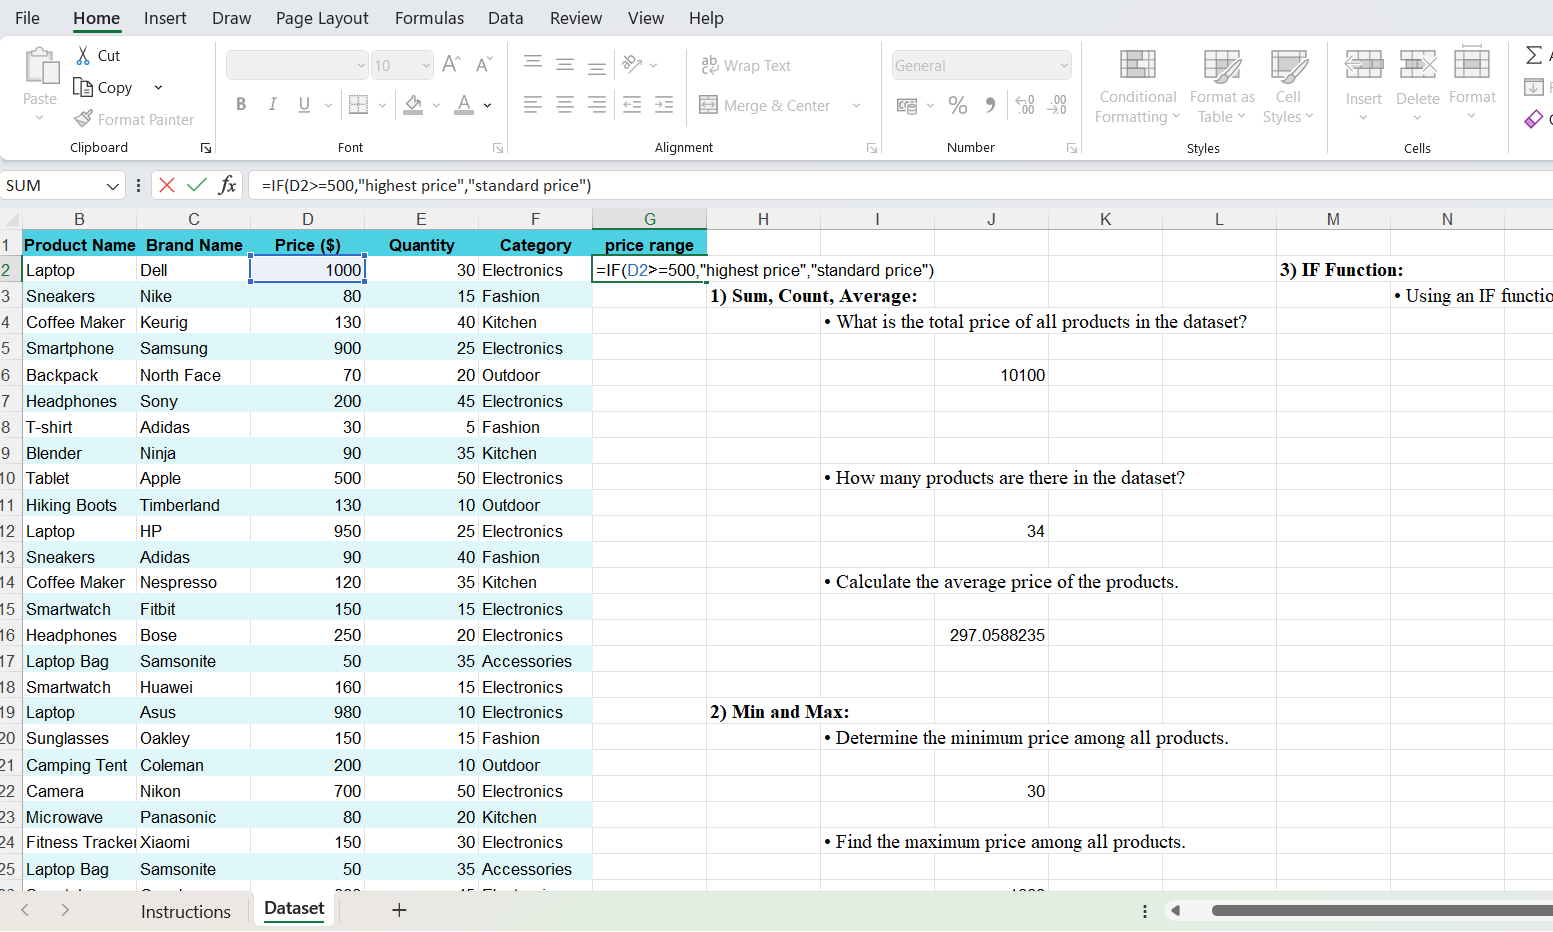 File Home Insert Draw Page Layout Formulas Data Review View Help
Paste Cut Copy Format Painter Clipboard
10 A A B I U A Font
ab Wrap Text Merge & Center Alignment
General % 9 .00 .00 Number
Conditional Formatting Format as Table Cell Styles Styles
Insert Delete Format Cells
SUM fx =IF(D2>=500,"highest price","standard price")
B C D E F G H I J K L M N
1 Product Name Brand Name Price ($) Quantity Category price range
2 Laptop Dell 1000 30 Electronics =IF(D2>=500,"highest price","standard price") 3) IF Function:
3 Sneakers Nike 80 15 Fashion 1) Sum, Count, Average: • Using an IF functio
4 Coffee Maker Keurig 130 40 Kitchen • What is the total price of all products in the dataset?
5 Smartphone Samsung 900 25 Electronics
6 Backpack North Face 70 20 Outdoor 10100
7 Headphones Sony 200 45 Electronics
8 T-shirt Adidas 30 5 Fashion
9 Blender Ninja 90 35 Kitchen
10 Tablet Apple 500 50 Electronics • How many products are there in the dataset?
11 Hiking Boots Timberland 130 10 Outdoor
12 Laptop HP 950 25 Electronics 34
13 Sneakers Adidas 90 40 Fashion
14 Coffee Maker Nespresso 120 35 Kitchen • Calculate the average price of the products.
15 Smartwatch Fitbit 150 15 Electronics
16 Headphones Bose 250 20 Electronics 297.0588235
17 Laptop Bag Samsonite 50 35 Accessories
18 Smartwatch Huawei 160 15 Electronics
19 Laptop Asus 980 10 Electronics 2) Min and Max:
20 Sunglasses Oakley 150 15 Fashion • Determine the minimum price among all products.
21 Camping Tent Coleman 200 10 Outdoor
22 Camera Nikon 700 50 Electronics 30
23 Microwave Panasonic 80 20 Kitchen
24 Fitness Tracker Xiaomi 150 30 Electronics • Find the maximum price among all products.
25 Laptop Bag Samsonite 50 35 Accessories
Instructions Dataset +